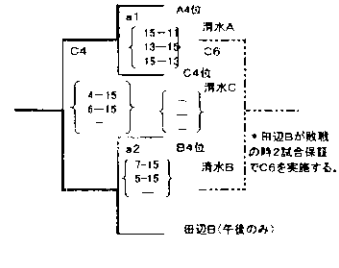 A4位
a1
清水A
15-11
13-15
15-13
C4
C6
C4位
清水C
4-15
6-15
—
—
—
—
a2
B4位
清水B
7-15
5-15
—
＊田辺Bが敗戦
の時2試合保証
でC6を実施する。
田辺B(午後のみ)